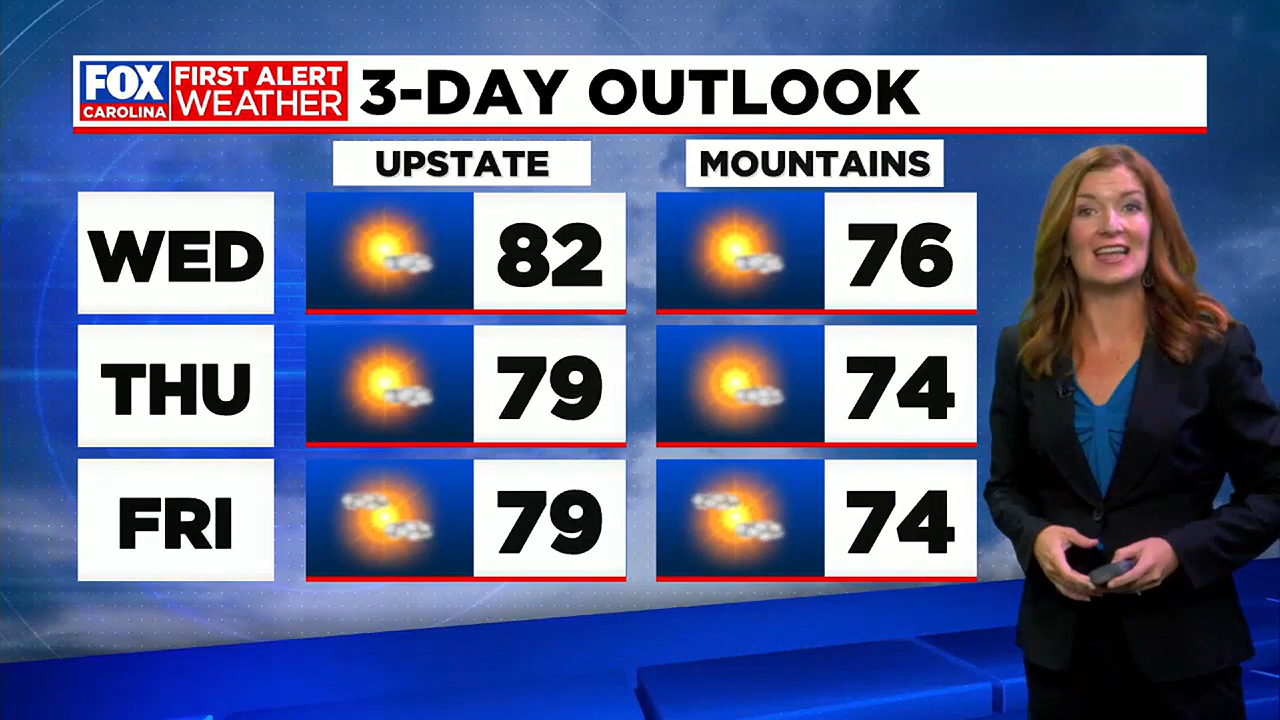 FOX
CAROLINA
FIRST ALERT
WEATHER
3-DAY OUTLOOK
UPSTATE
MOUNTAINS
WED
82
76
THU
79
74
FRI
79
74